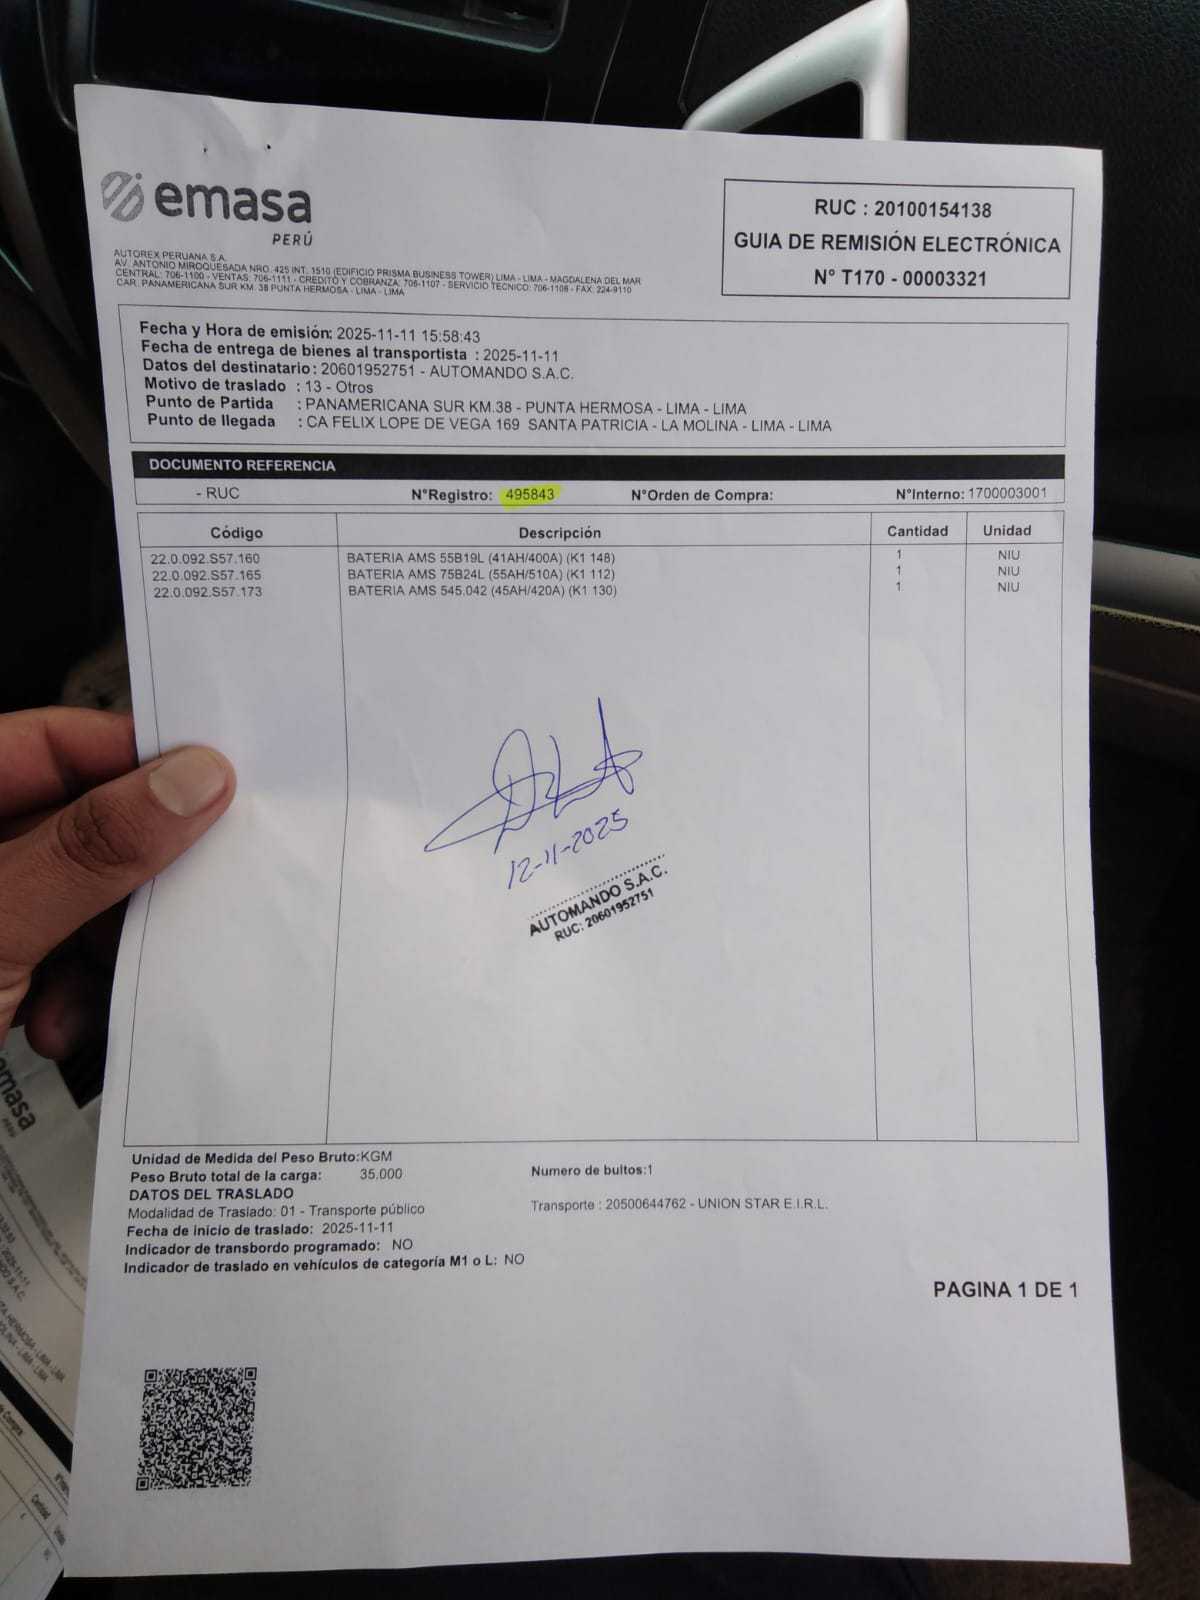 emasa
PERÚ
AUTOREX PERUANA S.A.
AV. ANTONIO MIROQUESADA NRO. 425 INT. 1510 (EDIFICIO PRISMA BUSINESS TOWER) LIMA - LIMA - MAGDALENA DEL MAR
CENTRAL: 706-1100 - VENTAS: 706-1111 - CREDITO Y COBRANZA: 706-1107 - SERVICIO TECNICO: 706-1108 - FAX: 224-9110
CAR. PANAMERICANA SUR KM. 38 PUNTA HERMOSA - LIMA - LIMA
RUC : 20100154138
GUIA DE REMISIÓN ELECTRÓNICA
N° T170 - 00003321
Fecha y Hora de emisión: 2025-11-11 15:58:43
Fecha de entrega de bienes al transportista : 2025-11-11
Datos del destinatario : 20601952751 - AUTOMANDO S.A.C.
Motivo de traslado : 13 - Otros
Punto de Partida : PANAMERICANA SUR KM.38 - PUNTA HERMOSA - LIMA - LIMA
Punto de llegada : CA FELIX LOPE DE VEGA 169 SANTA PATRICIA - LA MOLINA - LIMA - LIMA
DOCUMENTO REFERENCIA
- RUC N°Registro: 495843 N°Orden de Compra: N°Interno: 1700003001
Código Descripción Cantidad Unidad
22.0.092.S57.160 BATERIA AMS 55B19L (41AH/400A) (K1 148) 1 NIU
22.0.092.S57.165 BATERIA AMS 75B24L (55AH/510A) (K1 112) 1 NIU
22.0.092.S57.173 BATERIA AMS 545.042 (45AH/420A) (K1 130) 1 NIU
12-11-2025
AUTOMANDO S.A.C.
RUC: 20601952751
Unidad de Medida del Peso Bruto:KGM
Peso Bruto total de la carga: 35.000 Numero de bultos:1
DATOS DEL TRASLADO
Modalidad de Traslado: 01 - Transporte público Transporte : 20500644762 - UNION STAR E.I.R.L.
Fecha de inicio de traslado: 2025-11-11
Indicador de transbordo programado: NO
Indicador de traslado en vehículos de categoría M1 o L: NO
PAGINA 1 DE 1